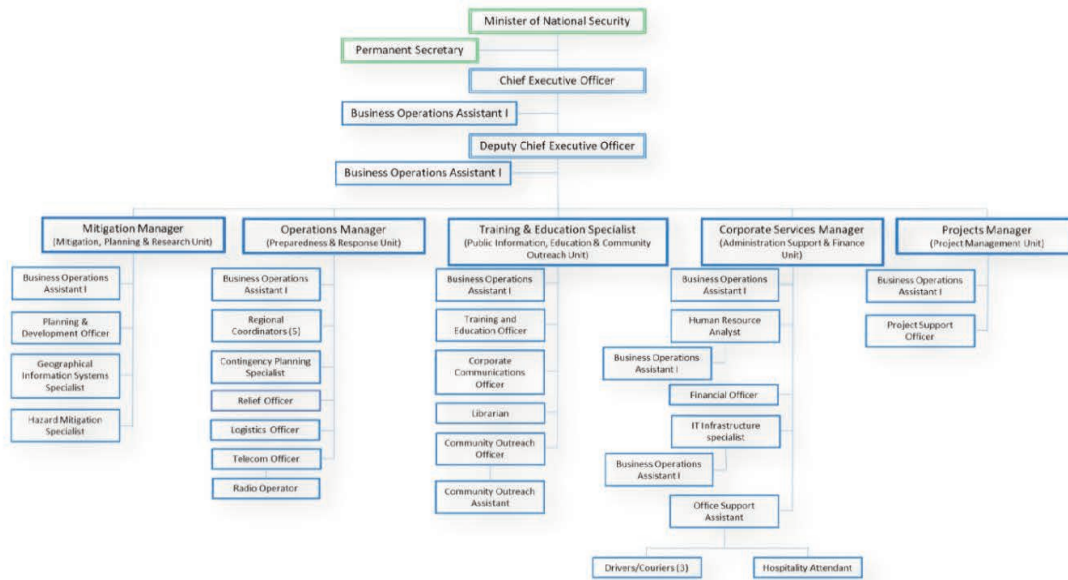 Minister of National Security
Permanent Secretary
Chief Executive Officer
Business Operations Assistant I
Deputy Chief Executive Officer
Business Operations Assistant I
Mitigation Manager
(Mitigation, Planning & Research Unit)
Business Operations
Assistant I
Planning &
Development Officer
Geographical
Information Systems
Specialist
Hazard Mitigation
Specialist
Operations Manager
(Preparedness & Response Unit)
Business Operations
Assistant I
Regional
Coordinators (5)
Contingency Planning
Specialist
Relief Officer
Logistics Officer
Telecom Officer
Radio Operator
Training & Education Specialist
(Public Information, Education & Community
Outreach Unit)
Business Operations
Assistant I
Training and
Education Officer
Corporate
Communications
Officer
Librarian
Community Outreach
Officer
Community Outreach
Assistant
Corporate Services Manager
(Administration Support & Finance
Unit)
Business Operations
Assistant I
Human Resource
Analyst
Business Operations
Assistant I
Financial Officer
IT Infrastructure
specialist
Business Operations
Assistant I
Office Support
Assistant
Drivers/Couriers (3)
Hospitality Attendant
Projects Manager
(Project Management Unit)
Business Operations
Assistant I
Project Support
Officer